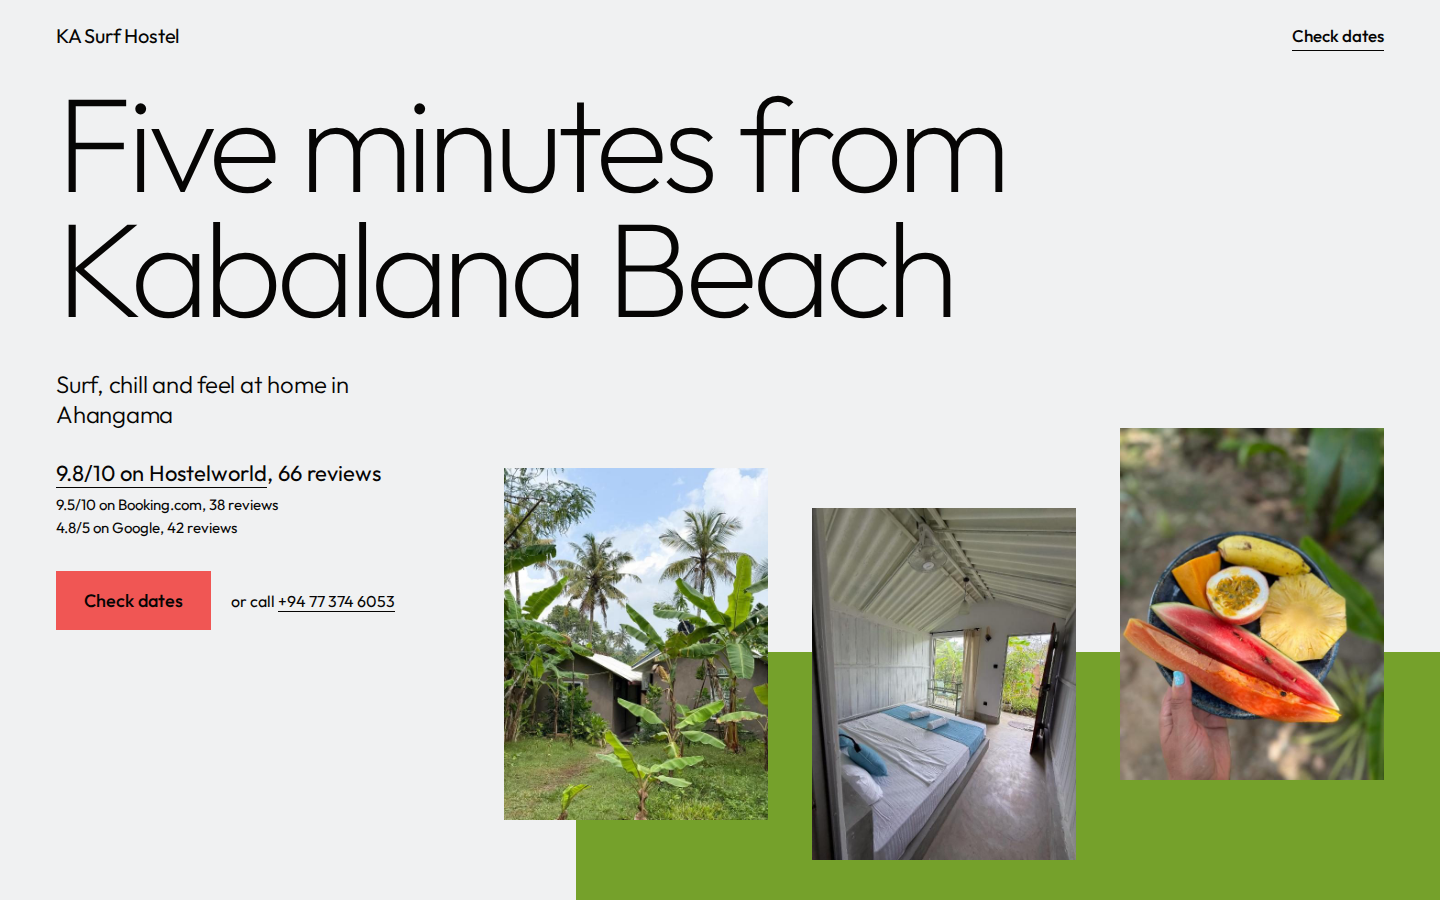 KA Surf Hostel
Check dates
Five minutes from
Kabalana Beach
Surf, chill and feel at home in
Ahangama
9.8/10 on Hostelworld, 66 reviews
9.5/10 on Booking.com, 38 reviews
4.8/5 on Google, 42 reviews
Check dates
or call +94 77 374 6053